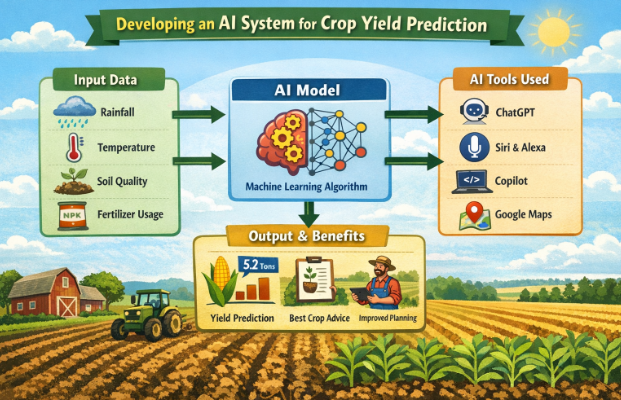 Developing an AI System for Crop Yield Prediction
Input Data
Rainfall
Temperature
Soil Quality
NPK
Fertilizer Usage
AI Model
Machine Learning Algorithm
AI Tools Used
ChatGPT
Siri & Alexa
</>
Copilot
Google Maps
Output & Benefits
5.2 Tons
Yield Prediction
Best Crop Advice
Improved Planning